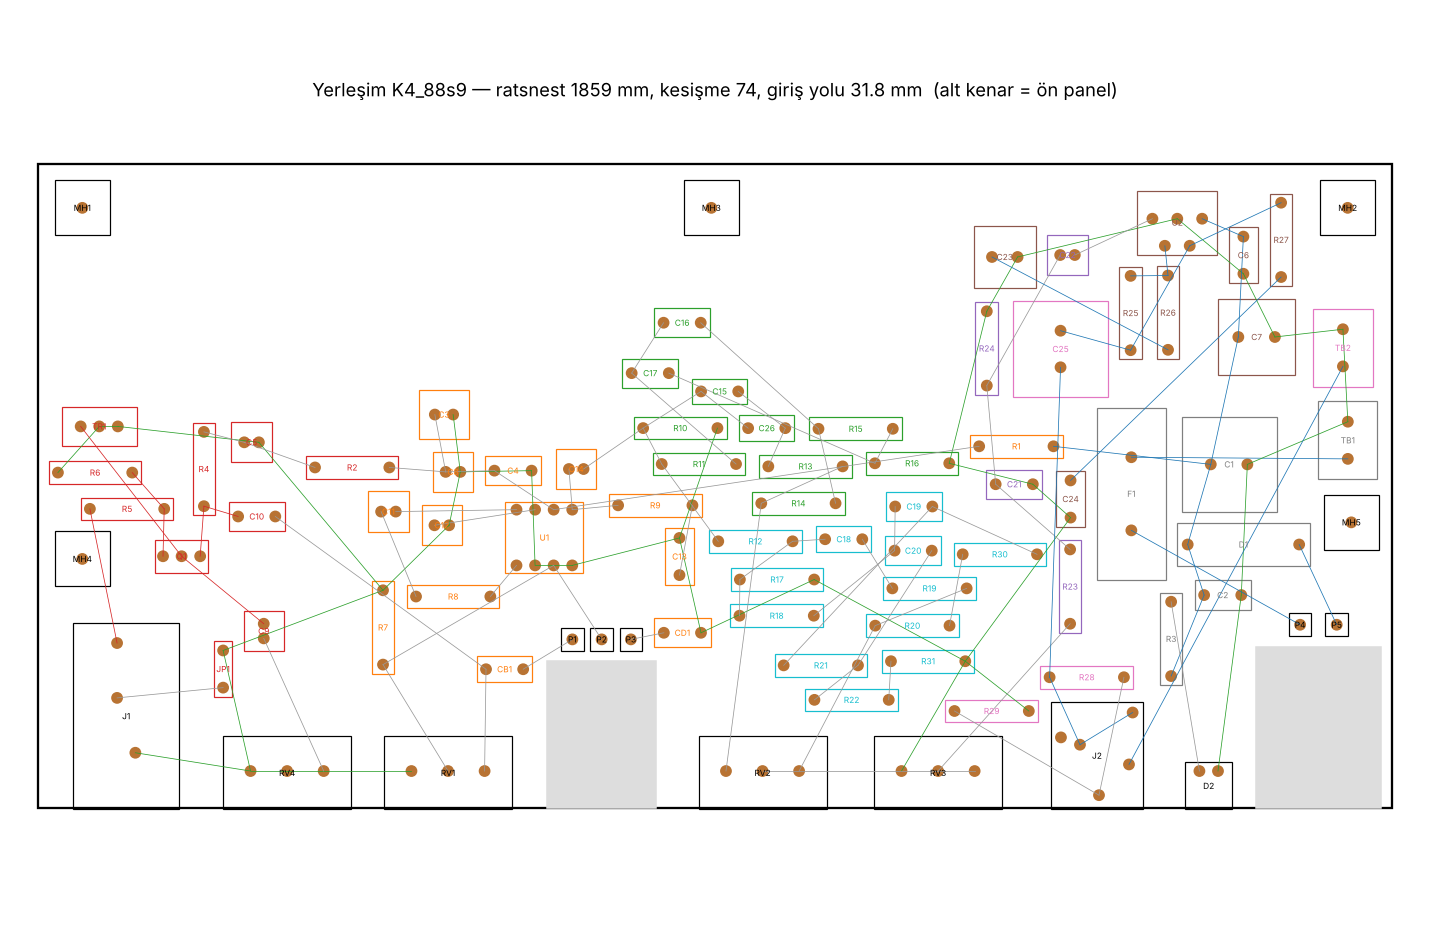 Yerleşim K4_88s9 — ratsnest 1859 mm, kesişme 74, giriş yolu 31.8 mm  (alt kenar = ön panel)
MH1
MH3
MH2
R27
C23
C6
R25
R26
C7
C16
R24
C25
TB2
C17
C15
R10
C26
R15
TB1
R4
R2
R6
C4
R11
R13
R16
R1
C1
C21
F1
C24
R5
C10
R9
R14
C19
MH5
U1
R12
C18
C20
R30
D1
MH4
C13
R17
R19
R23
C2
R8
R18
R20
R3
R7
P1
P2
P3
CD1
P4
P5
JP1
CB1
R21
R31
R28
R22
R29
J1
J2
RV4
RV1
RV2
RV3
D2